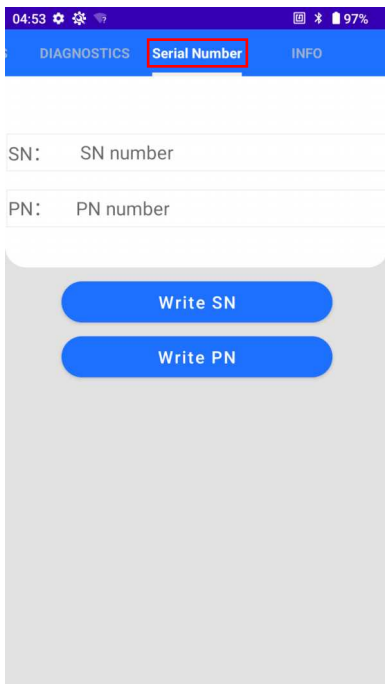 04:53 97%
DIAGNOSTICS Serial Number INFO
SN: SN number
PN: PN number
Write SN
Write PN